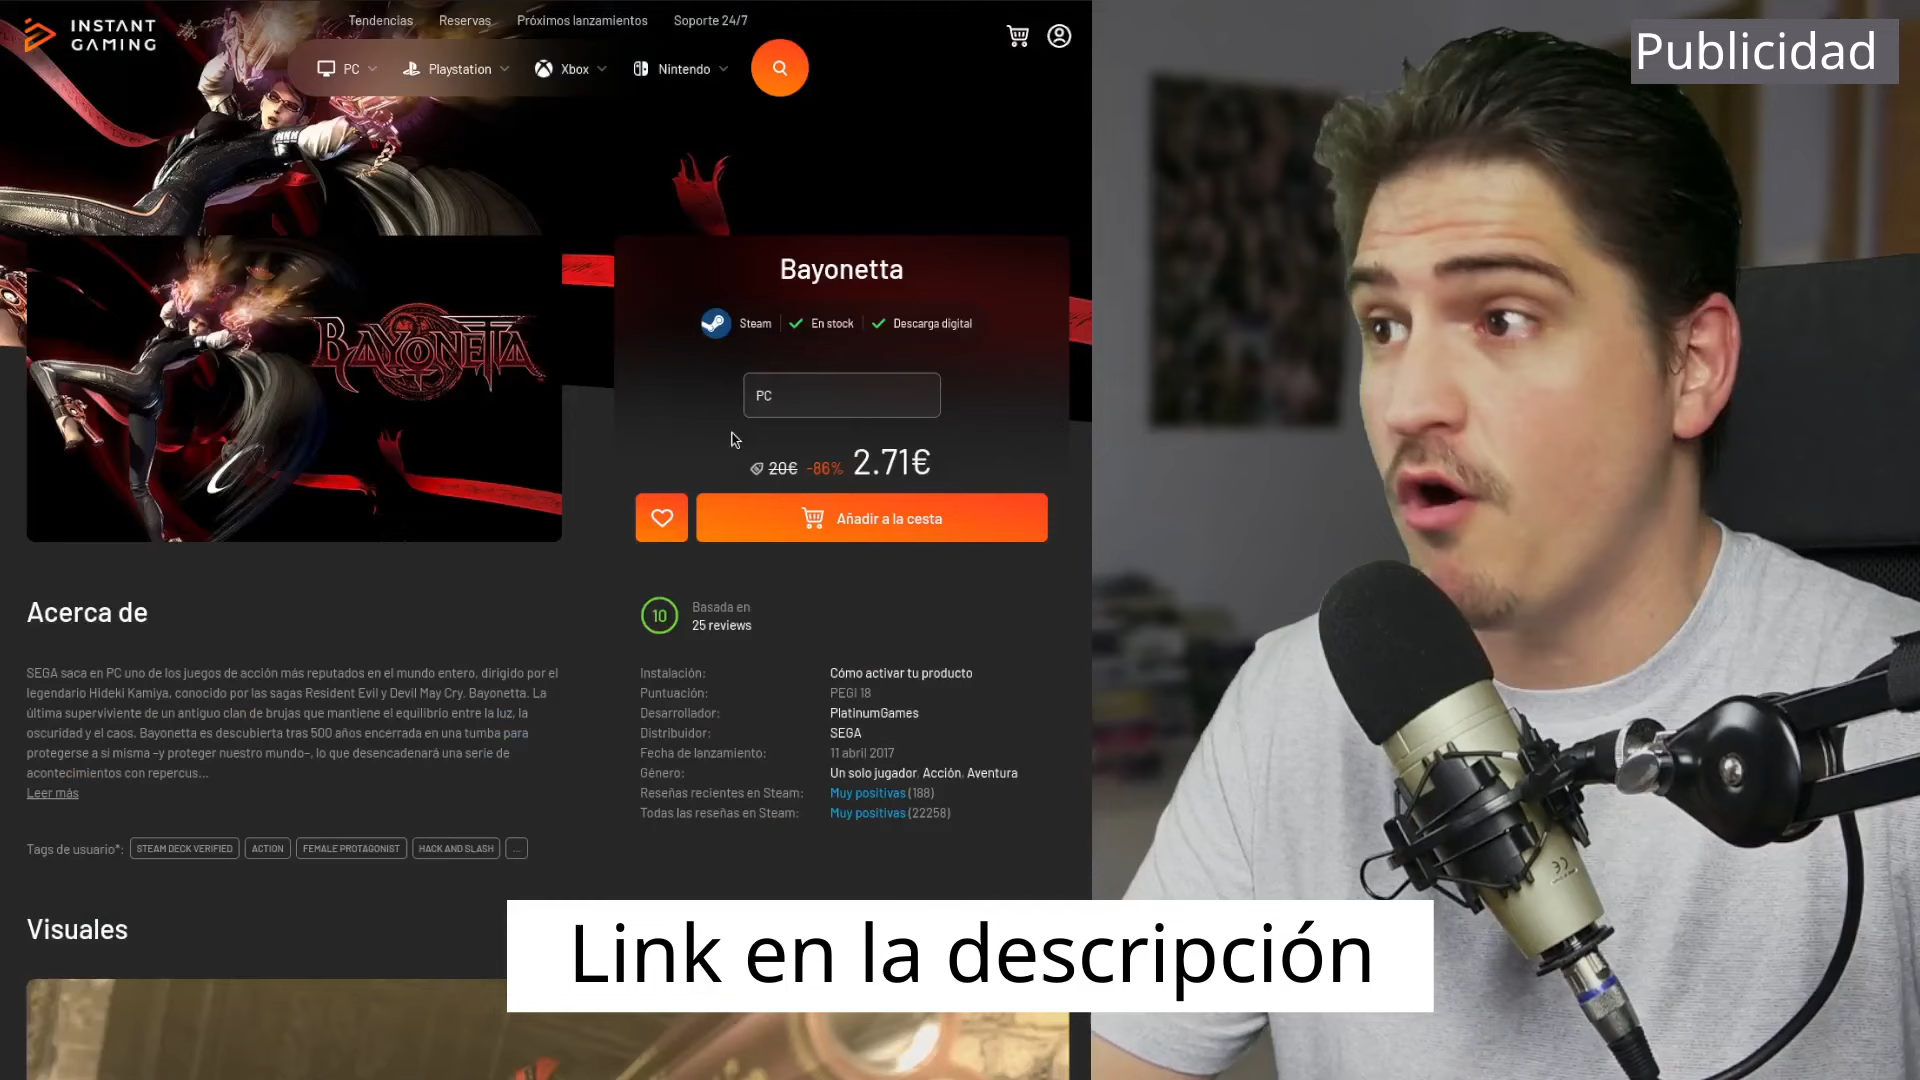 INSTANT GAMING
Tendencias Reservas Próximos lanzamientos Soporte 24/7
PC Playstation Xbox Nintendo
Publicidad
BAYONETTA
Bayonetta
Steam En stock Descarga digital
PC
20€ -86% 2.71€
Añadir a la cesta
Acerca de
SEGA saca en PC uno de los juegos de acción más reputados en el mundo entero, dirigido por el
legendario Hideki Kamiya, conocido por las sagas Resident Evil y Devil May Cry. Bayonetta. La
última superviviente de un antiguo clan de brujas que mantiene el equilibrio entre la luz, la
oscuridad y el caos. Bayonetta es descubierta tras 500 años encerrada en una tumba para
protegerse a sí misma –y proteger nuestro mundo–, lo que desencadenará una serie de
acontecimientos con repercus...
Leer más
Tags de usuario*: STEAM DECK VERIFIED ACTION FEMALE PROTAGONIST HACK AND SLASH ...
10 Basada en
25 reviews
Instalación: Cómo activar tu producto
Puntuación: PEGI 18
Desarrollador: PlatinumGames
Distribuidor: SEGA
Fecha de lanzamiento: 11 abril 2017
Género: Un solo jugador, Acción, Aventura
Reseñas recientes en Steam: Muy positivas (188)
Todas las reseñas en Steam: Muy positivas (22258)
Visuales
Link en la descripción